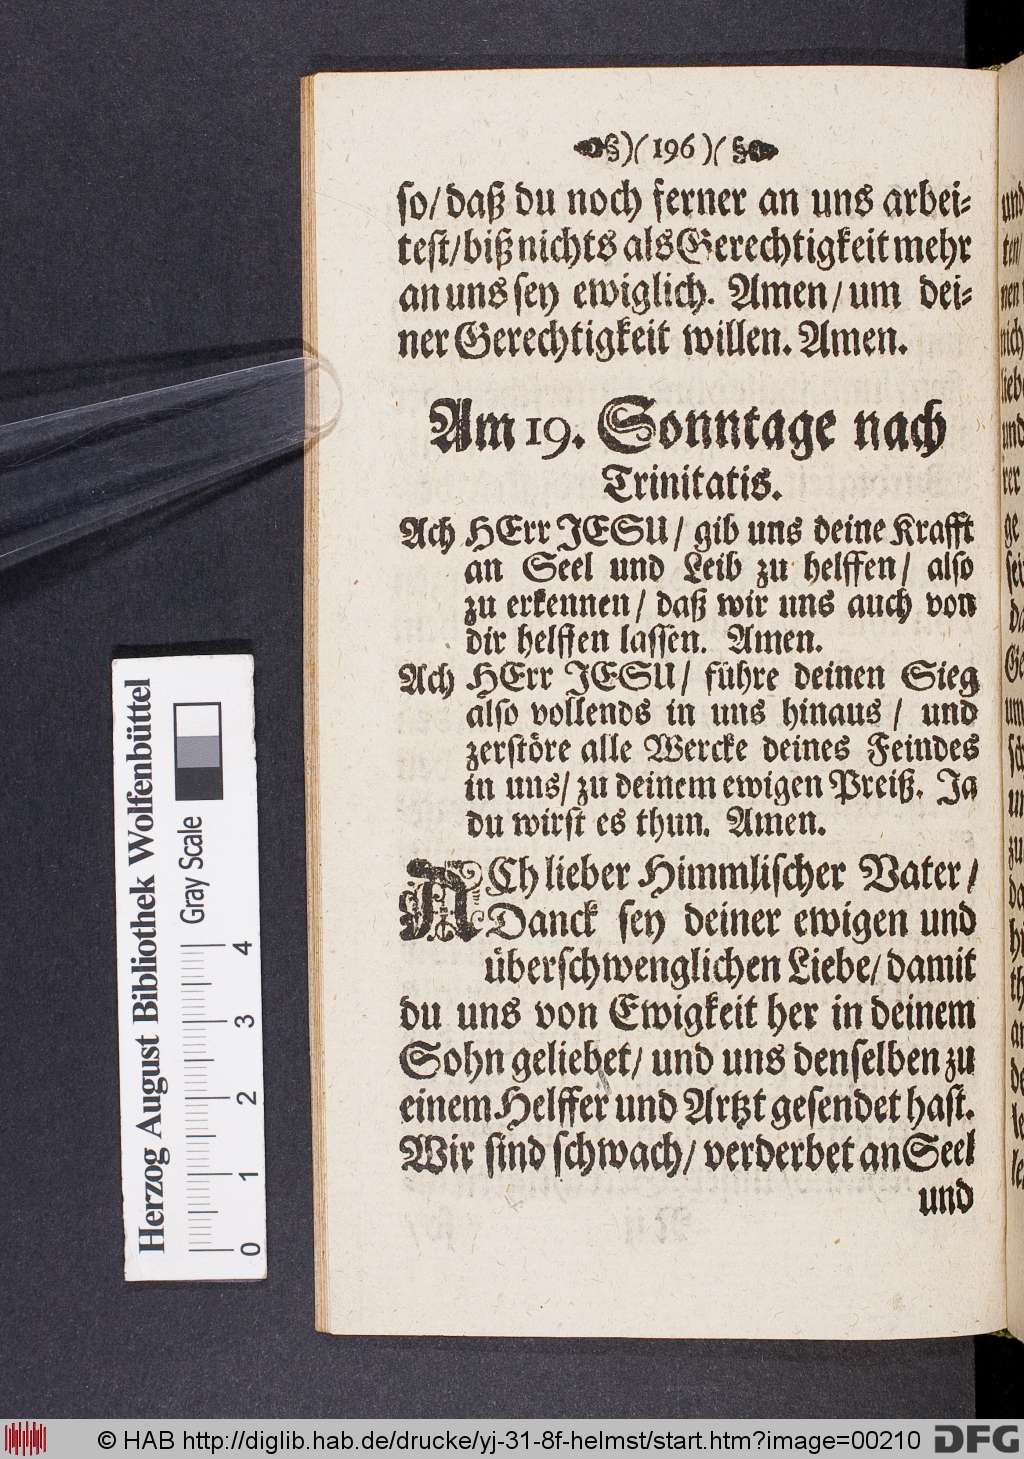 )( 196 )(
so/ daß du noch ferner an uns arbei-
test/ biß nichts als Gerechtigkeit mehr
an uns sey ewiglich. Amen/ um dei-
ner Gerechtigkeit willen. Amen.
Am 19. Sonntage nach
Trinitatis.
Ach HErr JESU/ gib uns deine Krafft
an Seel und Leib zu helffen/ also
zu erkennen/ daß wir uns auch von
dir helffen lassen. Amen.
Ach HErr JESU/ führe deinen Sieg
also vollends in uns hinaus/ und
zerstöre alle Wercke deines Feindes
in uns/ zu deinem ewigen Preiß. Ja
du wirst es thun. Amen.
ACh lieber Himmlischer Vater/
Danck sey deiner ewigen und
überschwenglichen Liebe/ damit
du uns von Ewigkeit her in deinem
Sohn geliebet/ und uns denselben zu
einem Helffer und Artzt gesendet hast.
Wir sind schwach/ verderbet an Seel
und
Herzog August Bibliothek Wolfenbüttel
Gray Scale
0 1 2 3 4
© HAB http://diglib.hab.de/drucke/yj-31-8f-helmst/start.htm?image=00210
DFG